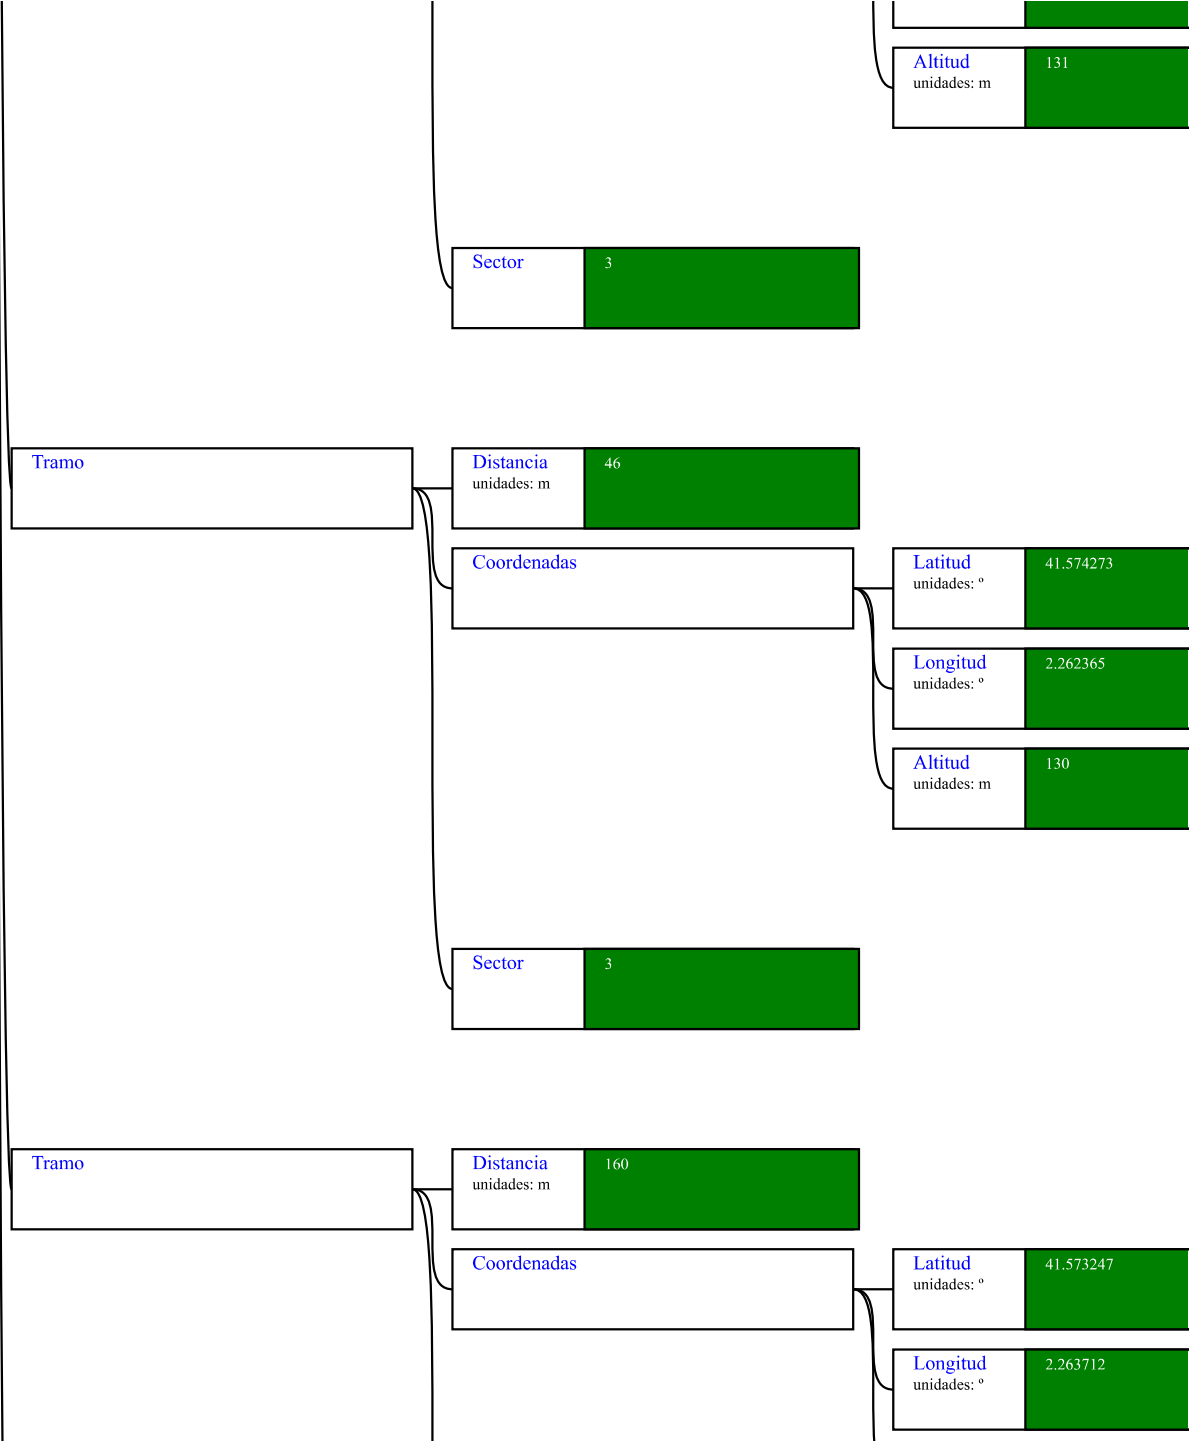 Altitud
unidades: m
131
Sector
3
Tramo
Distancia
unidades: m
46
Coordenadas
Latitud
unidades: º
41.574273
Longitud
unidades: º
2.262365
Altitud
unidades: m
130
Sector
3
Tramo
Distancia
unidades: m
160
Coordenadas
Latitud
unidades: º
41.573247
Longitud
unidades: º
2.263712